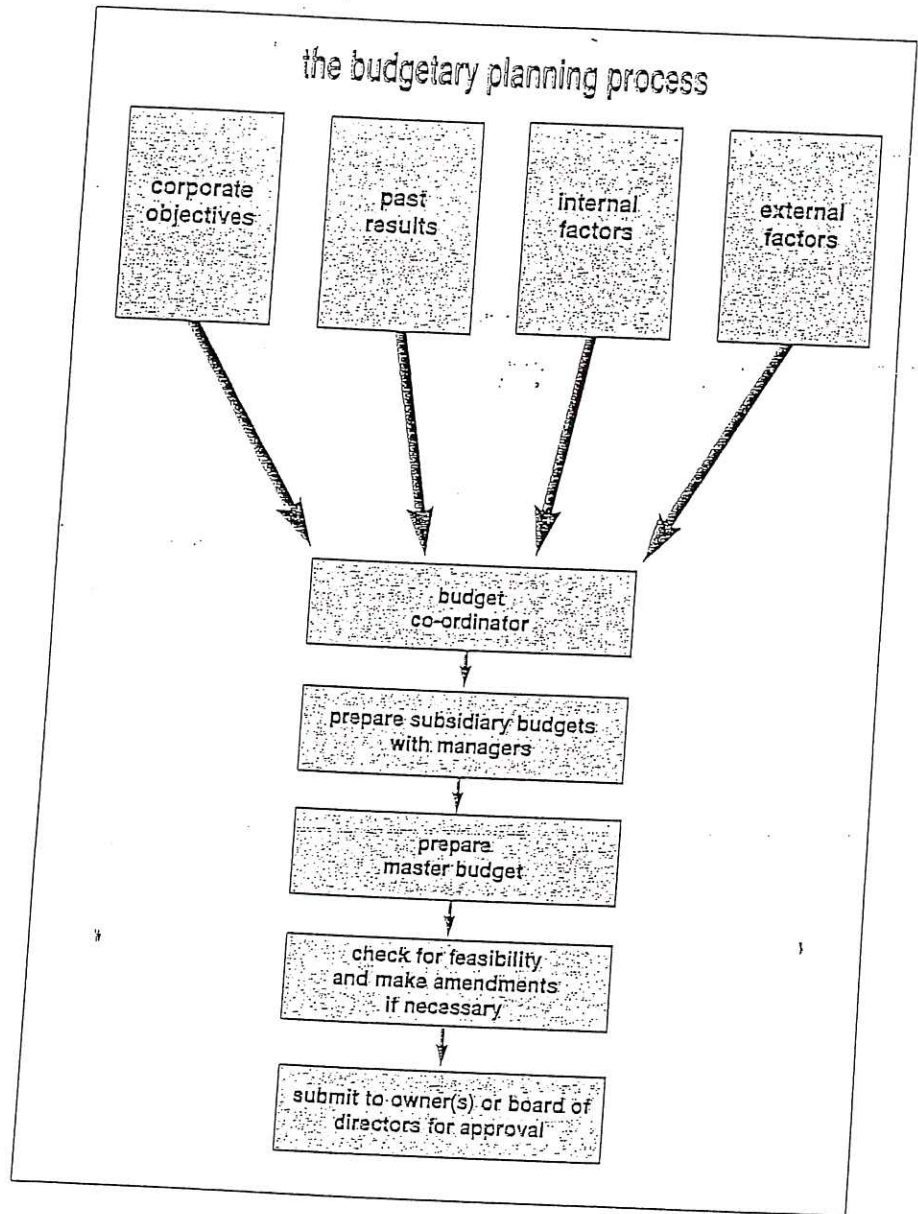 the budgetary planning process
corporate
objectives
past
results
internal
factors
external
factors
budget
co-ordinator
prepare subsidiary budgets
with managers
prepare
master budget
check for feasibility
and make amendments
if necessary
submit to owner(s) or board of
directors for approval